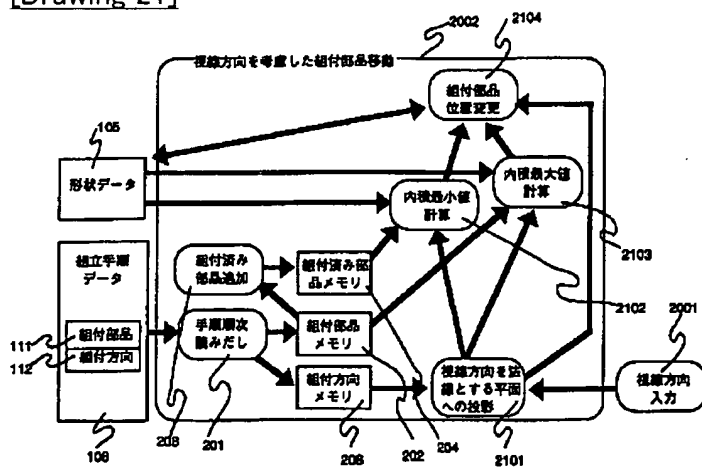 [Drawing 21]
2002
2104
視線方向を考慮した組付部品移動
組付部品
位置変更
105
形状データ
内積最大値
計算
内積最小値
計算
2103
組立手順
データ
組付済み
部品追加
組付済み部
品メモリ
2102
2001
111
組付部品
112
組付方向
手順順次
読みだし
組付部品
メモリ
視線方向を法
線とする平面
への投影
視線方向
入力
組付方向
メモリ
203
201
206
202
204
2101
106